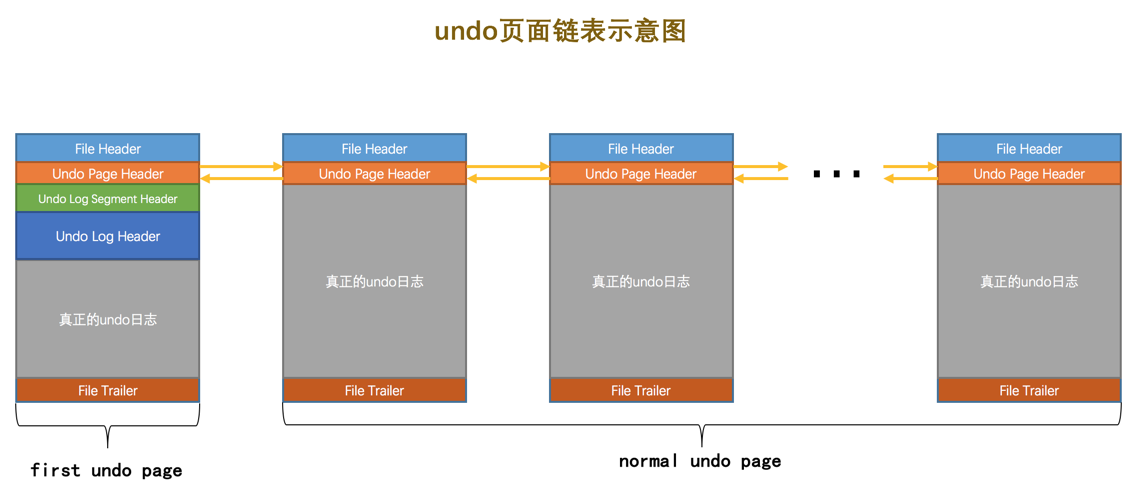 undo页面链表示意图
File Header
Undo Page Header
Undo Log Segment Header
Undo Log Header
真正的undo日志
File Trailer
File Header
Undo Page Header
真正的undo日志
File Trailer
File Header
Undo Page Header
真正的undo日志
File Trailer
...
File Header
Undo Page Header
真正的undo日志
File Trailer
first undo page
normal undo page